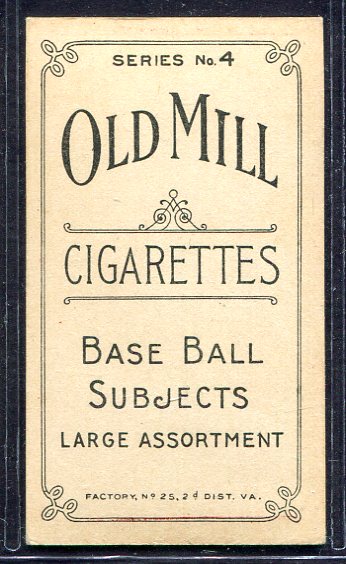 SERIES No. 4
OLD MILL
CIGARETTES
BASE BALL
SUBJECTS
LARGE ASSORTMENT
FACTORY, No 25, 2d DIST. VA.